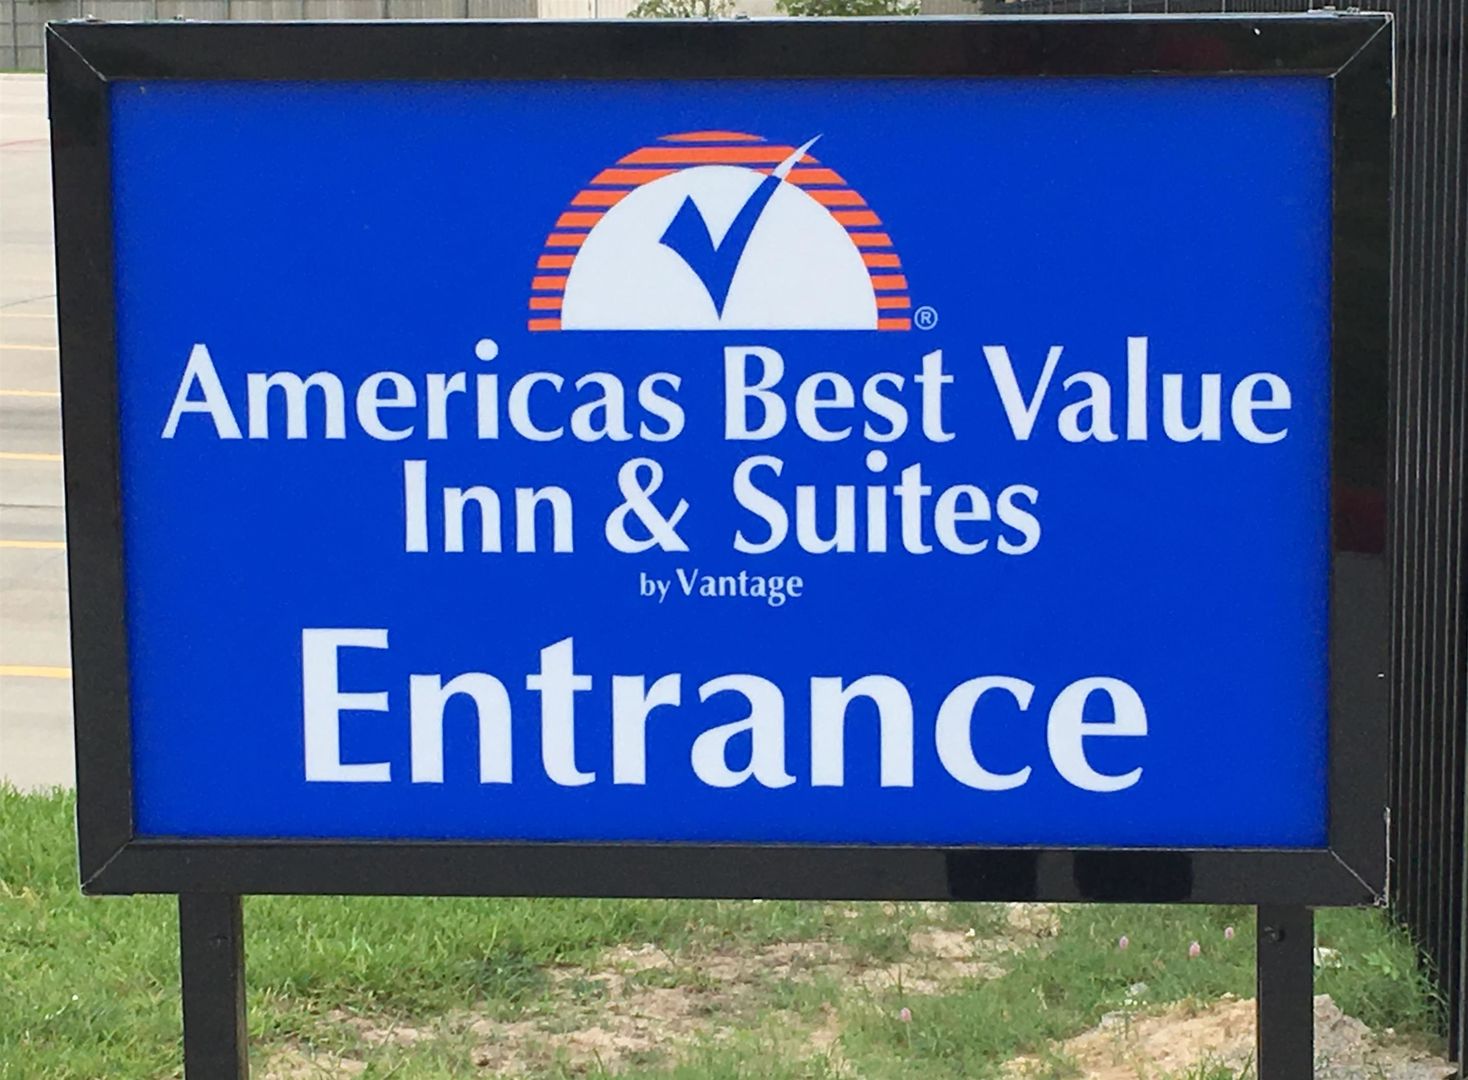 ®
Americas Best Value
Inn & Suites
by Vantage
Entrance